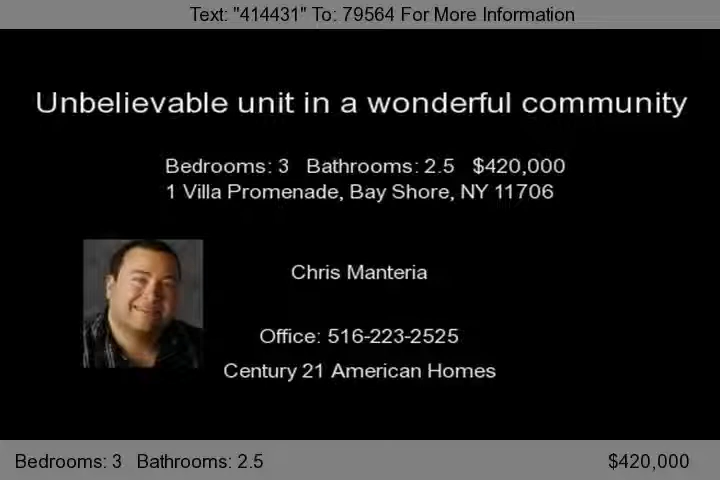 Text: "414431" To: 79564 For More Information
Unbelievable unit in a wonderful community
Bedrooms: 3 Bathrooms: 2.5 $420,000
1 Villa Promenade, Bay Shore, NY 11706
Chris Manteria
Office: 516-223-2525
Century 21 American Homes
Bedrooms: 3 Bathrooms: 2.5 $420,000